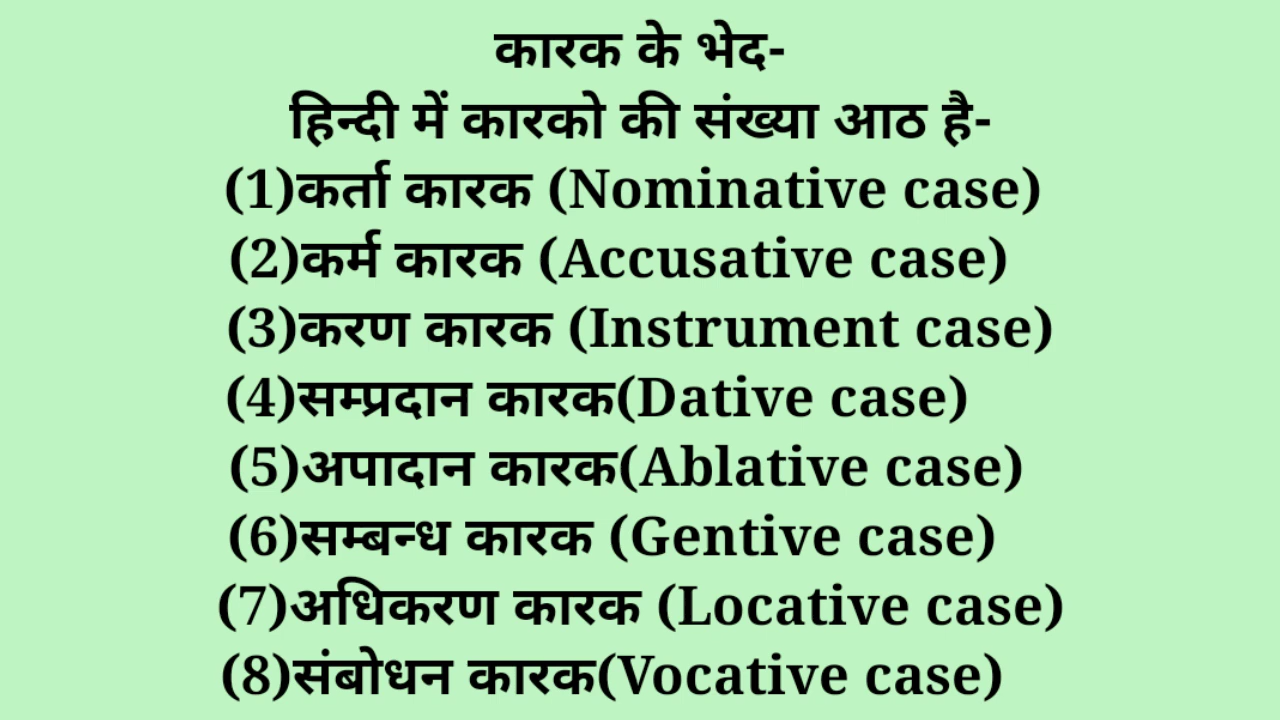 कारक के भेद-
हिन्दी में कारको की संख्या आठ है-
(1)कर्ता कारक (Nominative case)
(2)कर्म कारक (Accusative case)
(3)करण कारक (Instrument case)
(4)सम्प्रदान कारक(Dative case)
(5)अपादान कारक(Ablative case)
(6)सम्बन्ध कारक (Gentive case)
(7)अधिकरण कारक (Locative case)
(8)संबोधन कारक(Vocative case)